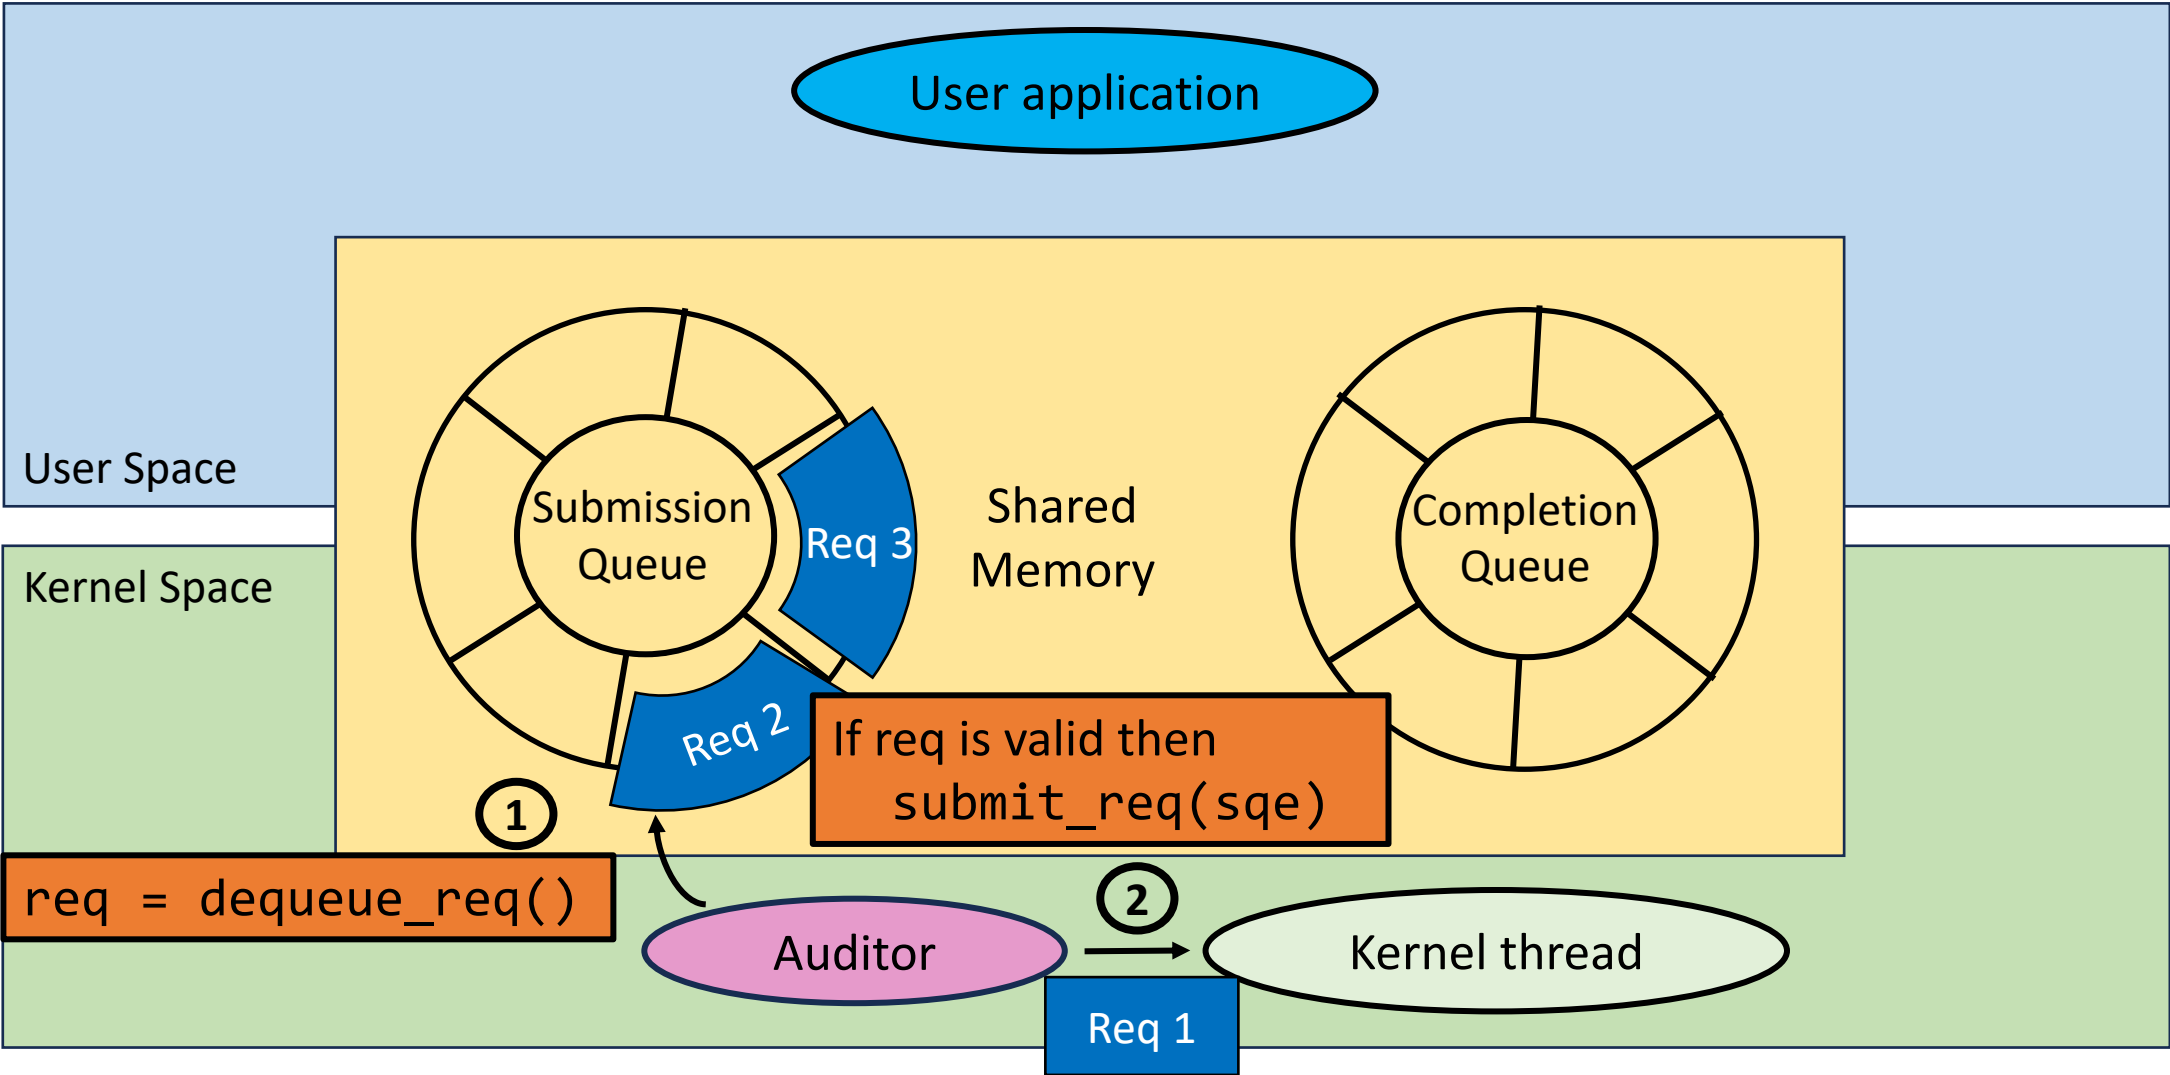 User application
User Space
Submission
Queue
Req 3
Shared
Memory
Completion
Queue
Kernel Space
Req 2
If req is valid then
submit_req(sqe)
1
req = dequeue_req()
2
Auditor
Kernel thread
Req 1